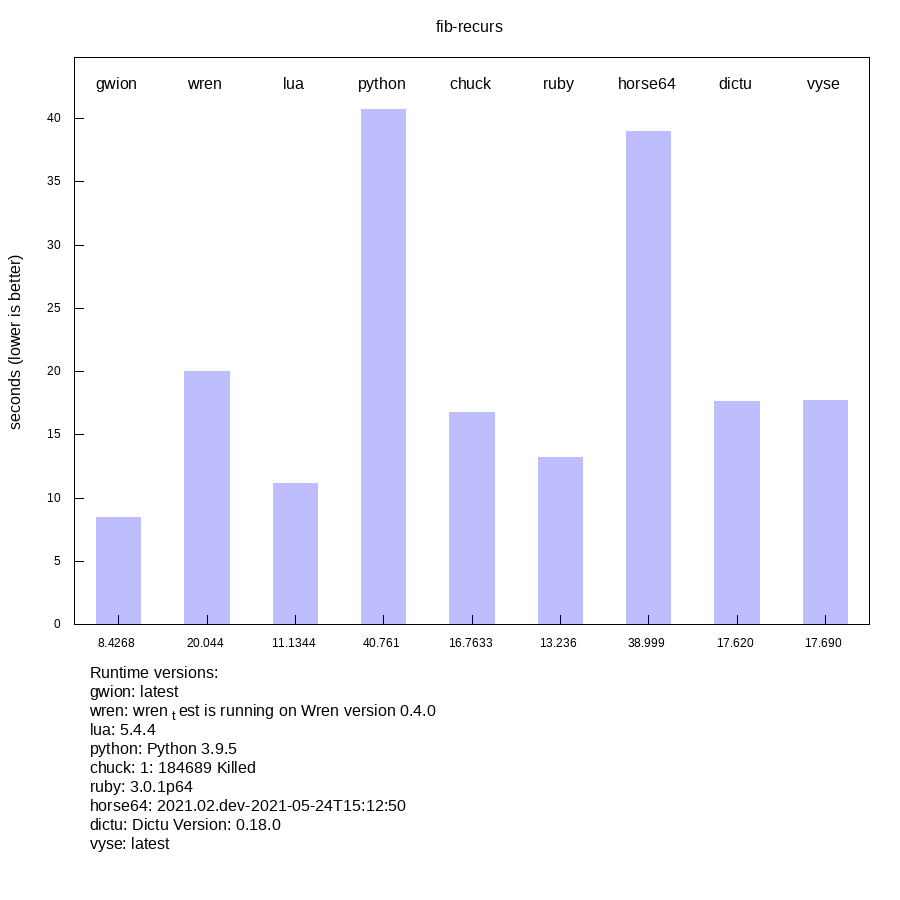 fib-recurs
gwion wren lua python chuck ruby horse64 dictu vyse
seconds (lower is better)
40
35
30
25
20
15
10
5
0
8.4268 20.044 11.1344 40.761 16.7633 13.236 38.999 17.620 17.690
Runtime versions:
gwion: latest
wren: wren t est is running on Wren version 0.4.0
lua: 5.4.4
python: Python 3.9.5
chuck: 1: 184689 Killed
ruby: 3.0.1p64
horse64: 2021.02.dev-2021-05-24T15:12:50
dictu: Dictu Version: 0.18.0
vyse: latest